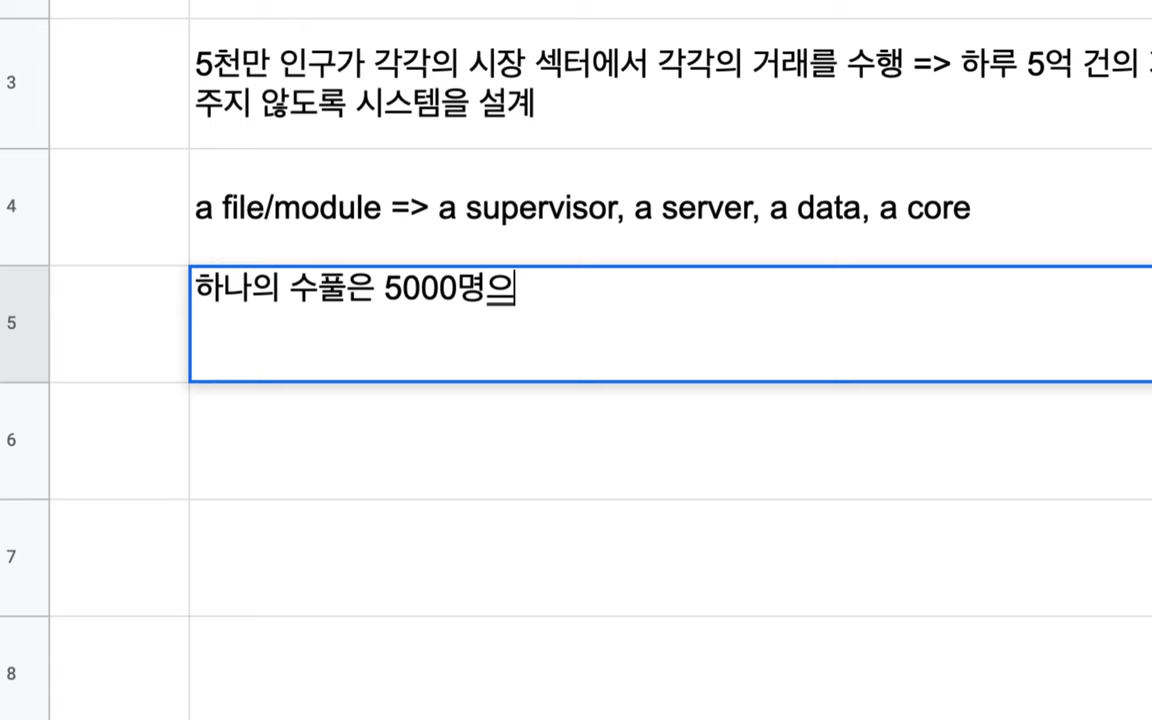 3
5천만 인구가 각각의 시장 섹터에서 각각의 거래를 수행 => 하루 5억 건의
주지 않도록 시스템을 설계
4
a file/module => a supervisor, a server, a data, a core
5
하나의 수풀은 5000명으
6
7
8